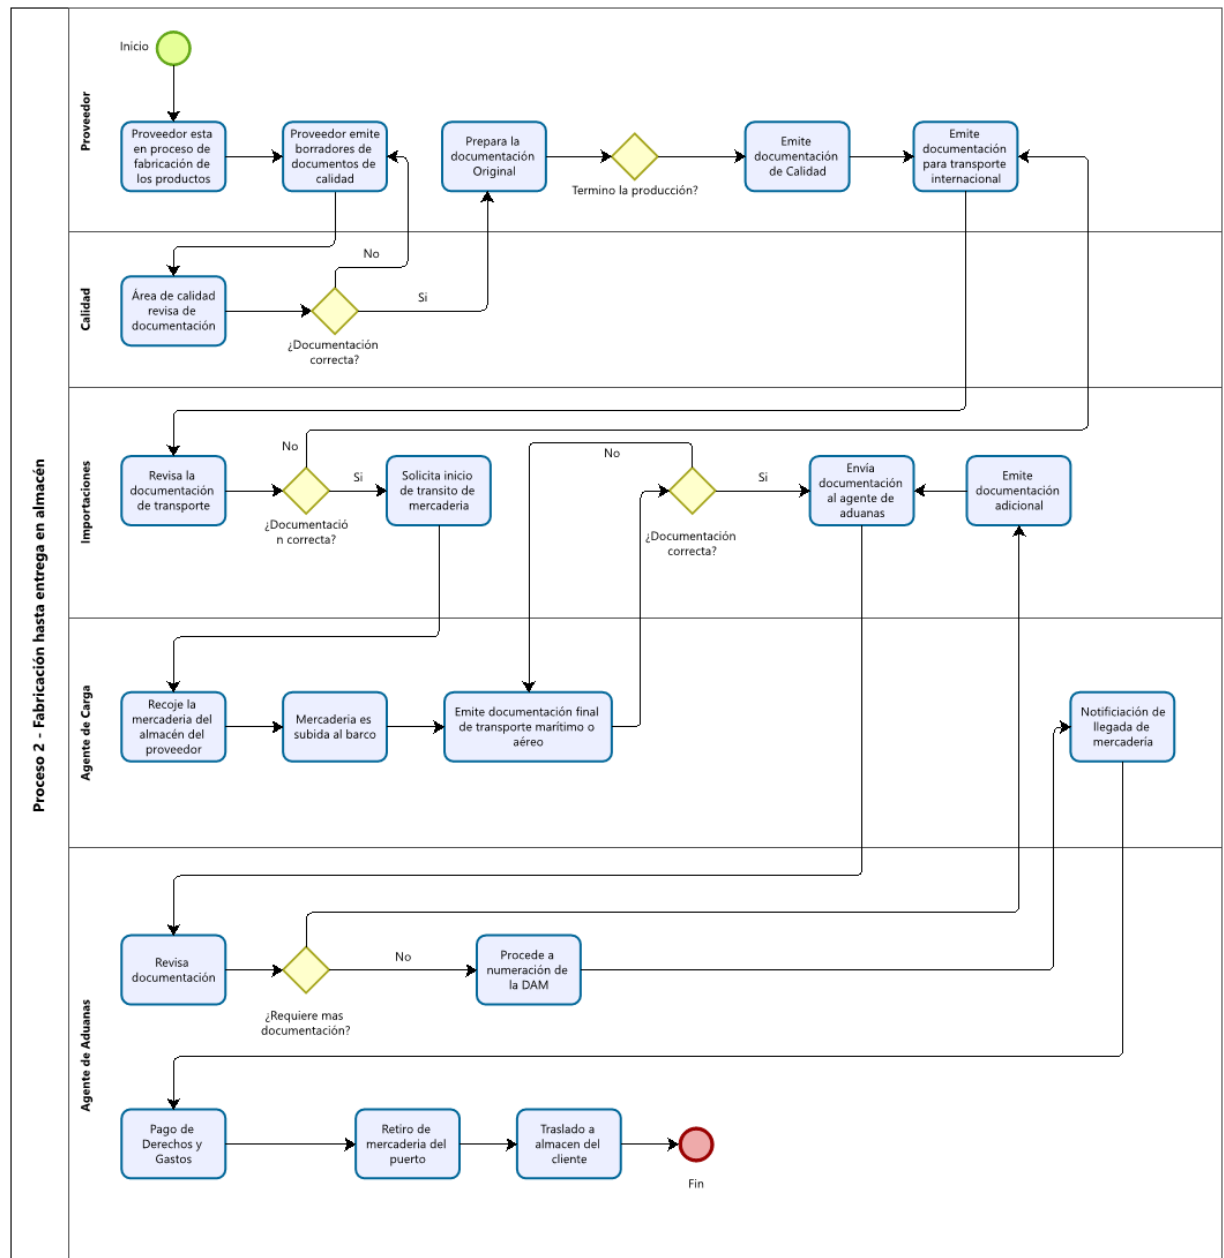 Proceso 2 - Fabricación hasta entrega en almacén
Proveedor
Inicio
Proveedor esta
en proceso de
fabricación de
los productos
Proveedor emite
borradores de
documentos de
calidad
Prepara la
documentación
Original
Termino la producción?
Emite
documentación
de Calidad
Emite
documentación
para transporte
internacional
Calidad
Área de calidad
revisa de
documentación
No
Si
¿Documentación
correcta?
Importaciones
Revisa la
documentación
de transporte
No
Si
¿Documentació
n correcta?
Solicita inicio
de transito de
mercaderia
No
Si
¿Documentación
correcta?
Envía
documentación
al agente de
aduanas
Emite
documentación
adicional
Agente de Carga
Recoje la
mercaderia del
almacén del
proveedor
Mercaderia es
subida al barco
Emite documentación final
de transporte marítimo o
aéreo
Notificiación de
llegada de
mercadería
Agente de Aduanas
Revisa
documentación
¿Requiere mas
documentación?
No
Procede a
numeración de
la DAM
Pago de
Derechos y
Gastos
Retiro de
mercaderia del
puerto
Traslado a
almacen del
cliente
Fin